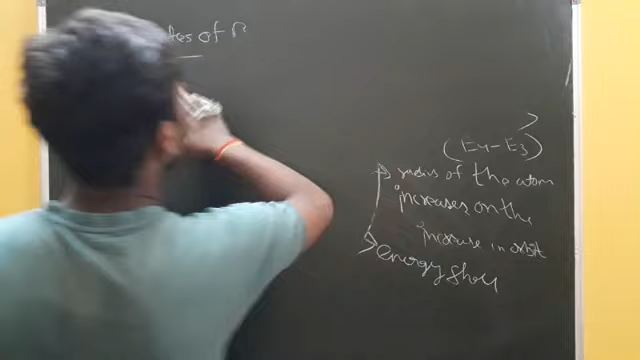 of n
>
(E4-E3)
→ radius of the atom
increases on the
increase in orbit
→ energy shell